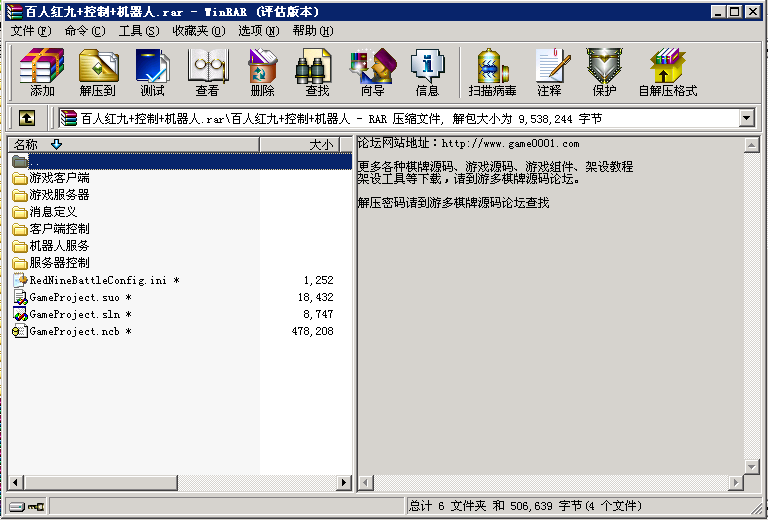 百人红九+控制+机器人.rar - WinRAR (评估版本)
文件(F) 命令(C) 工具(S) 收藏夹(O) 选项(N) 帮助(H)
添加 解压到 测试 查看 删除 查找 向导 信息 扫描病毒 注释 保护 自解压格式
百人红九+控制+机器人.rar\百人红九+控制+机器人 - RAR 压缩文件, 解包大小为 9,538,244 字节
名称 大小
..
游戏客户端
游戏服务器
消息定义
客户端控制
机器人服务
服务器控制
RedNineBattleConfig.ini * 1,252
GameProject.suo * 18,432
GameProject.sln * 8,747
GameProject.ncb * 478,208
论坛网站地址：http://www.game0001.com
更多各种棋牌源码、游戏源码、游戏组件、架设教程
架设工具等下载，请到游多棋牌源码论坛。
解压密码请到游多棋牌源码论坛查找
总计 6 文件夹 和 506,639 字节(4 个文件)